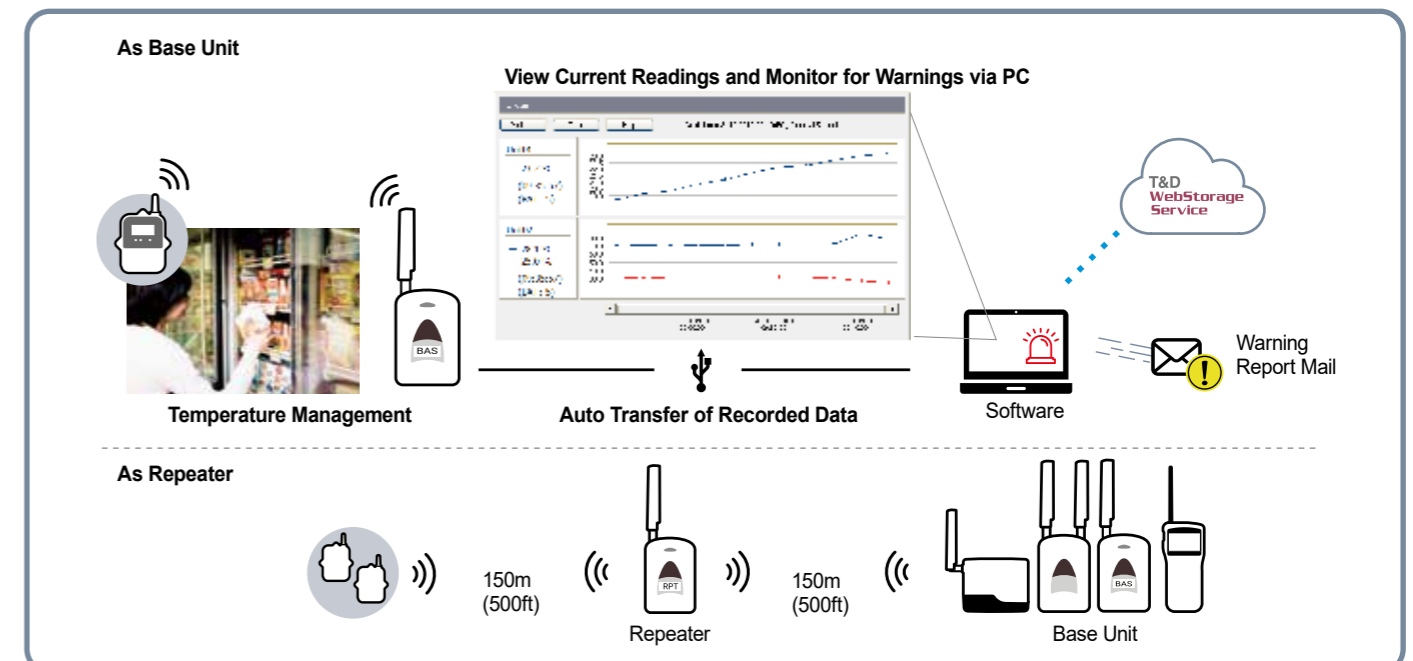 As Base Unit
View Current Readings and Monitor for Warnings via PC
T&D
WebStorage
Service
BAS
Warning
Report Mail
Temperature Management
Auto Transfer of Recorded Data
Software
As Repeater
150m
(500ft)
RPT
150m
(500ft)
BAS
Repeater
Base Unit